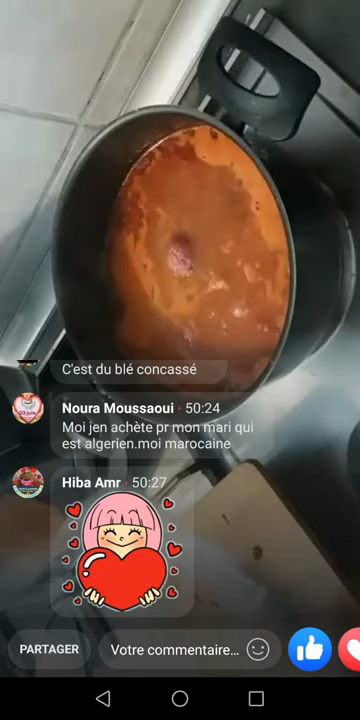 C'est du blé concassé
Noura Moussaoui · 50:24
Moi jen achète pr mon mari qui
est algerien.moi marocaine
Hiba Amr · 50:27
PARTAGER
Votre commentaire...